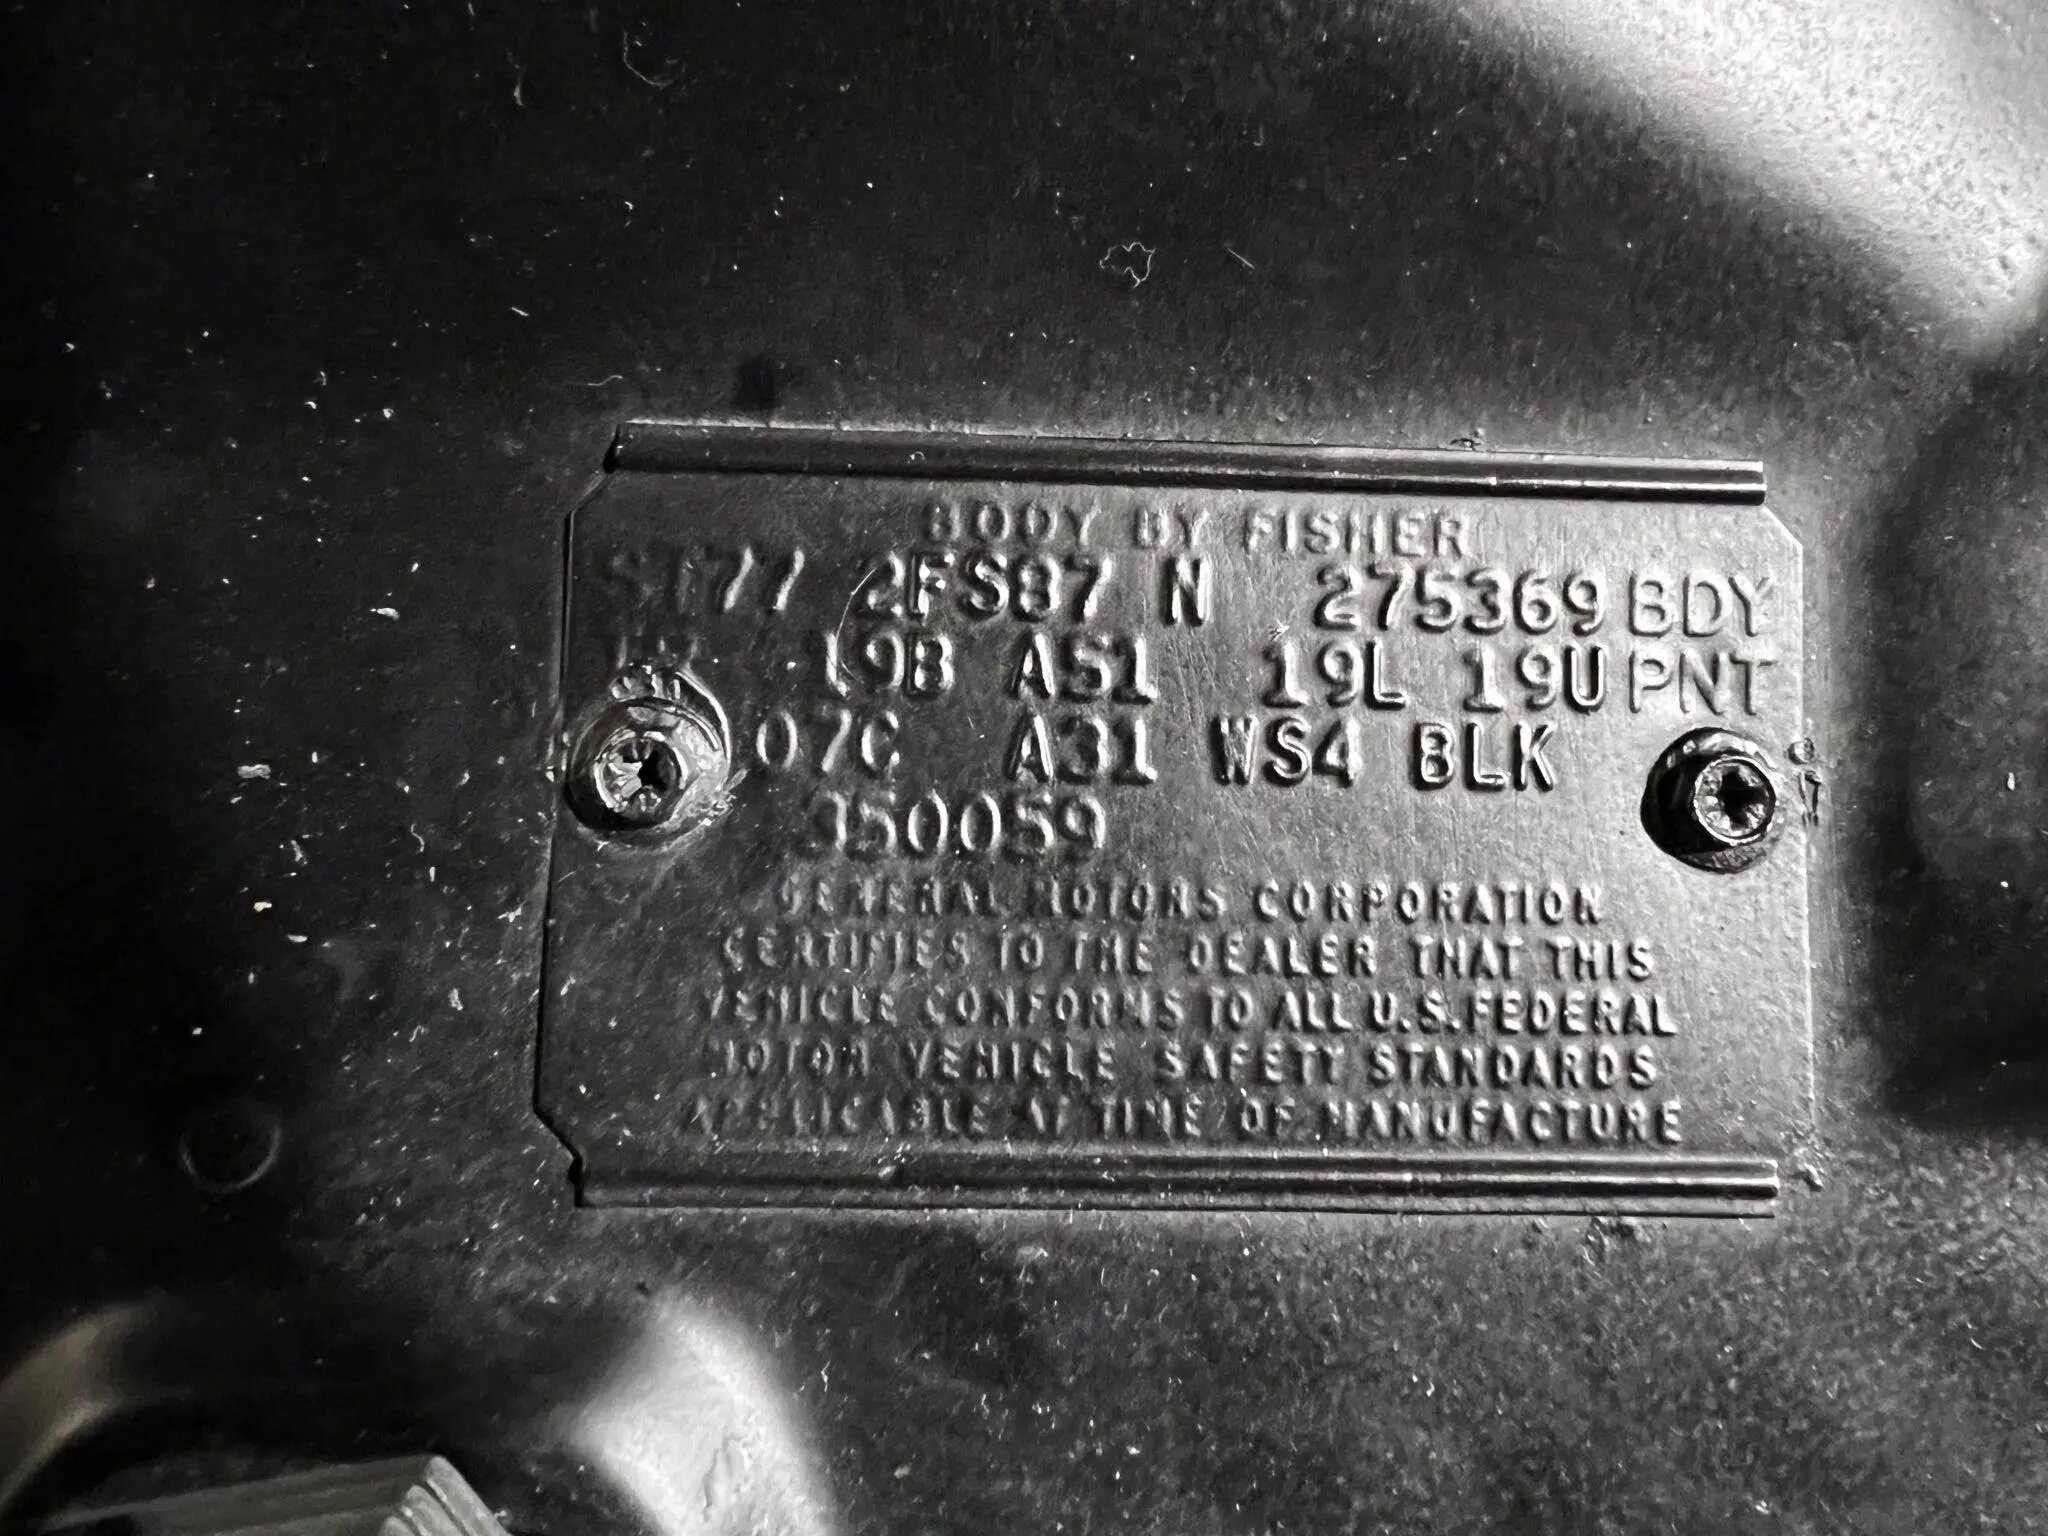 BODY BY FISHER
ST77 2FS87 N 275369 BDY
19B A51 19L 19U PNT
07C A31 WS4 BLK
350059
GENERAL MOTORS CORPORATION
CERTIFIES TO THE DEALER THAT THIS
VEHICLE CONFORMS TO ALL U.S. FEDERAL
MOTOR VEHICLE SAFETY STANDARDS
APPLICABLE AT TIME OF MANUFACTURE